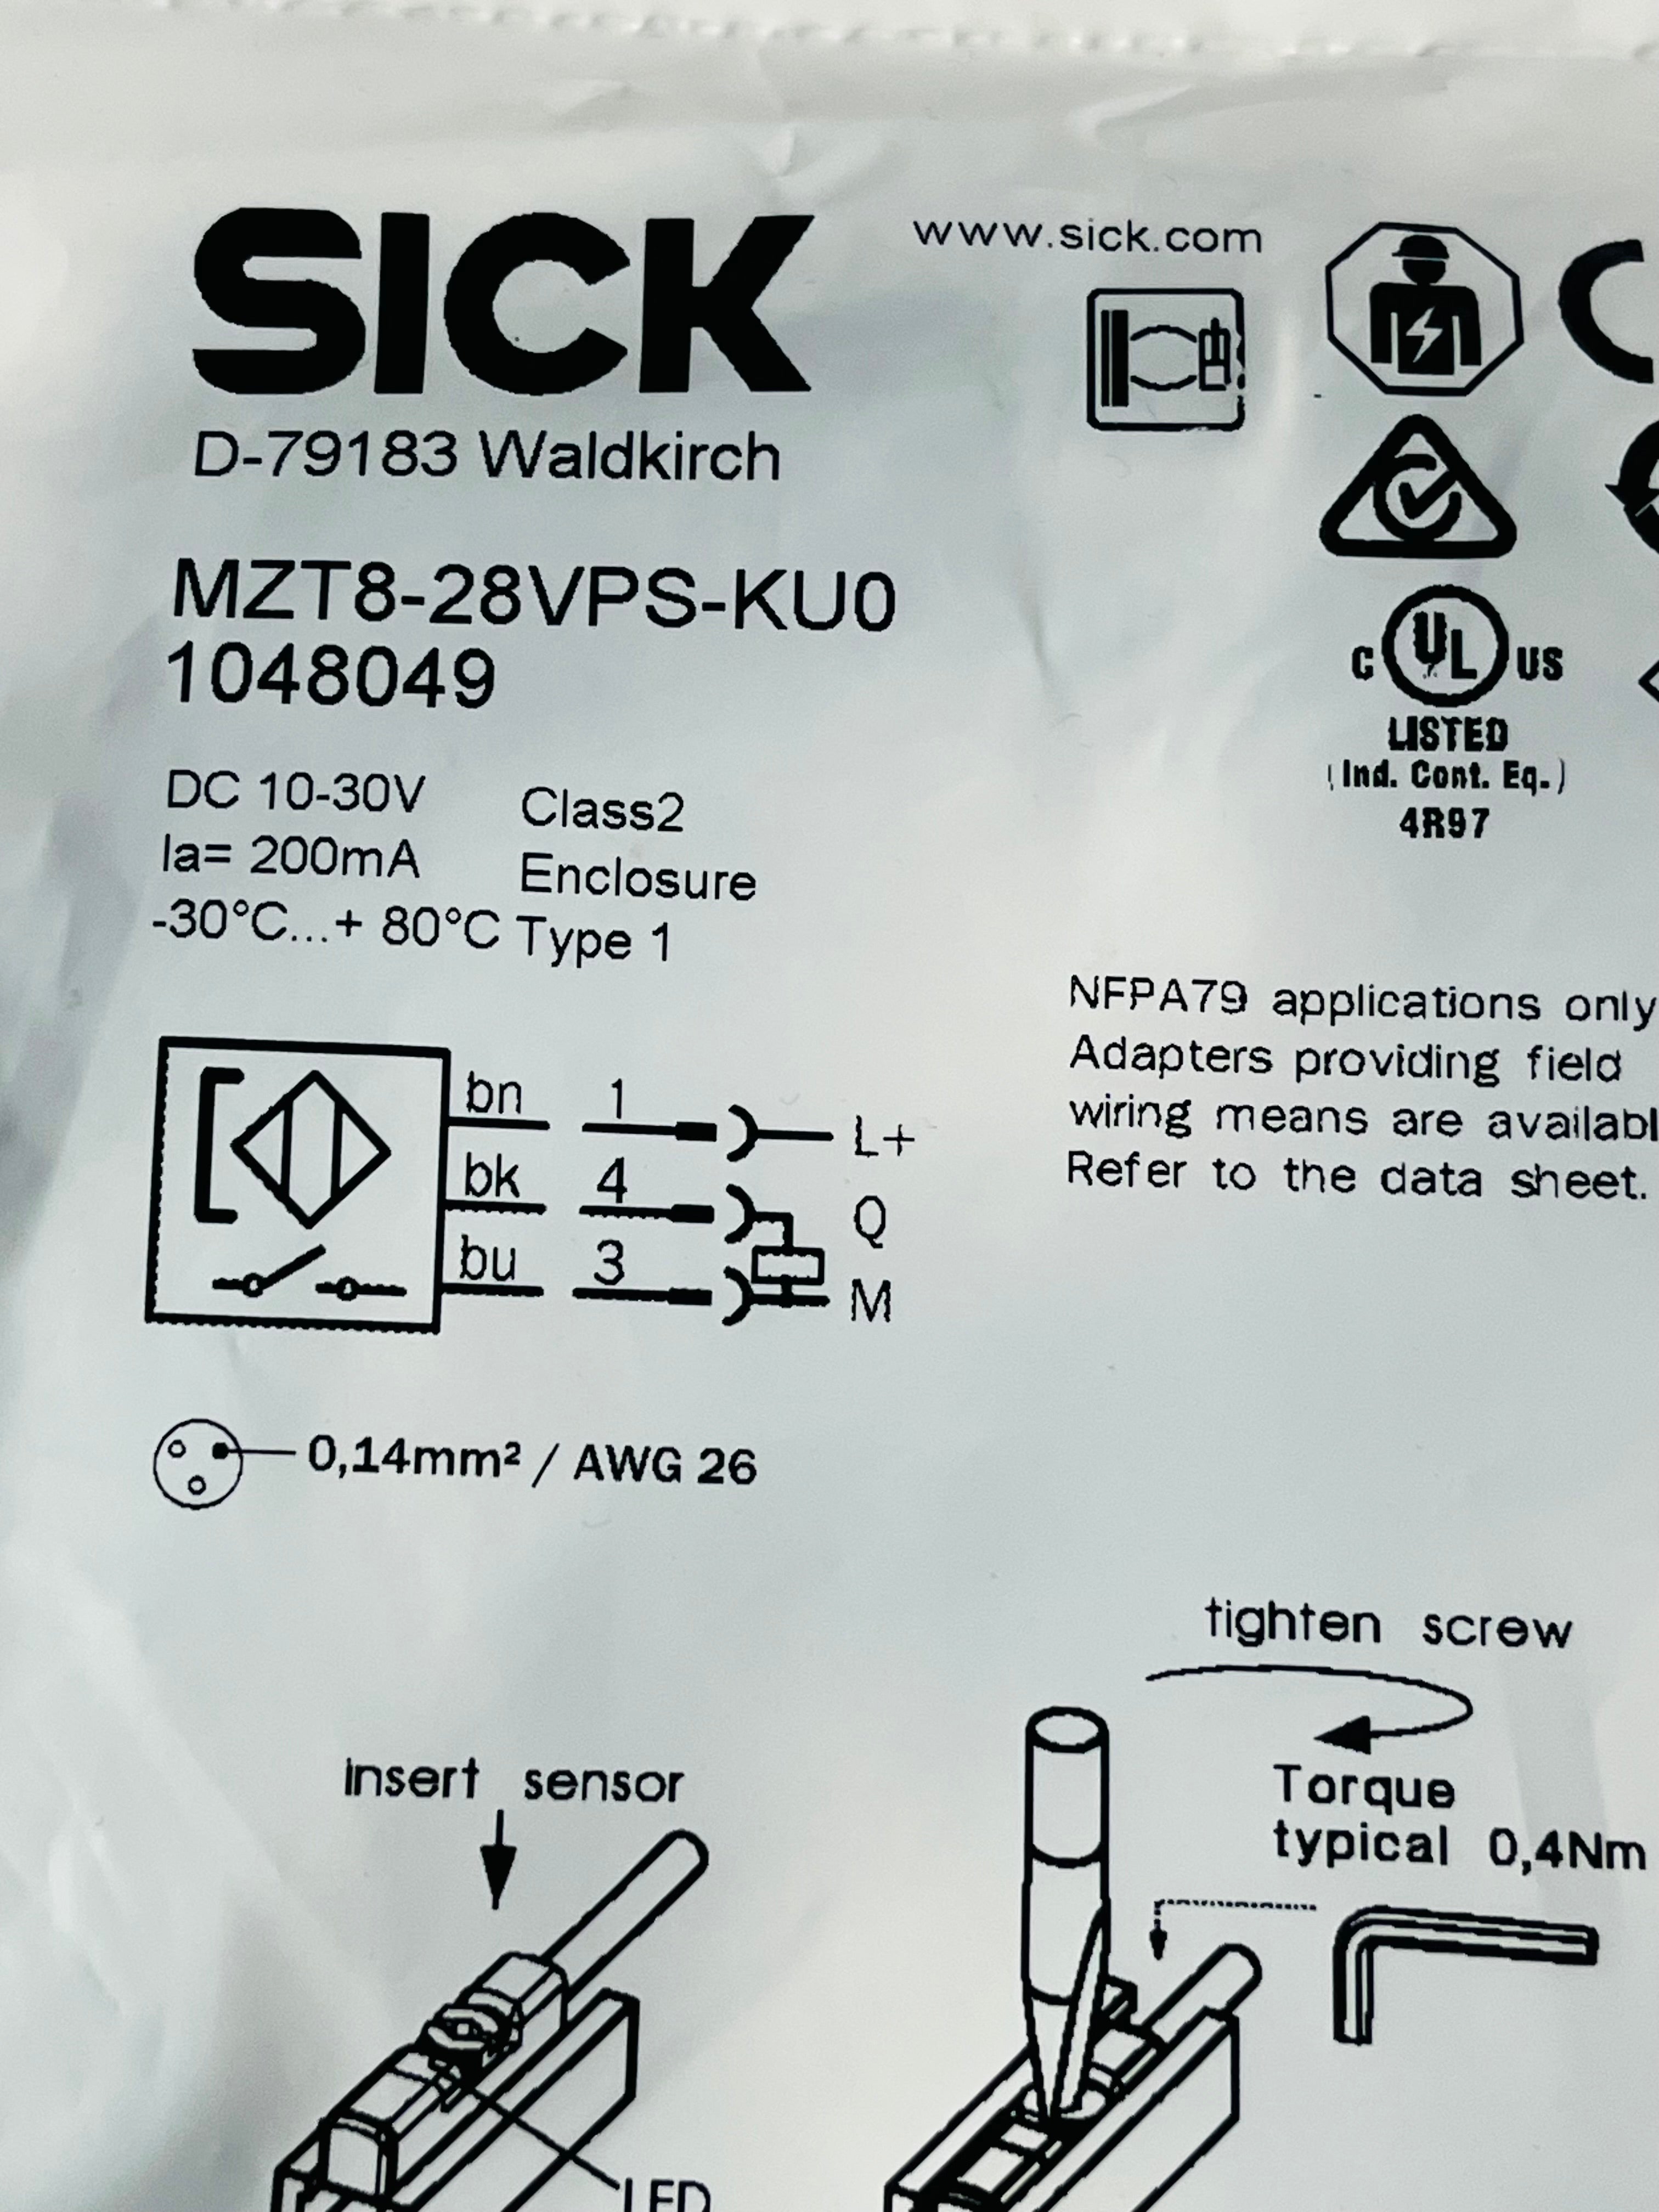 SICK
www.sick.com
D-79183 Waldkirch
MZT8-28VPS-KU0
1048049
C UL US
LISTED
(Ind. Cont. Eq.)
4R97
DC 10-30V
Ia= 200mA
-30°C...+ 80°C
Class2
Enclosure
Type 1
NFPA79 applications only
Adapters providing field
wiring means are availabl
Refer to the data sheet.
bn 1 L+
bk 4 Q
bu 3 M
0,14mm² / AWG 26
tighten screw
Torque
typical 0,4Nm
insert sensor
LED